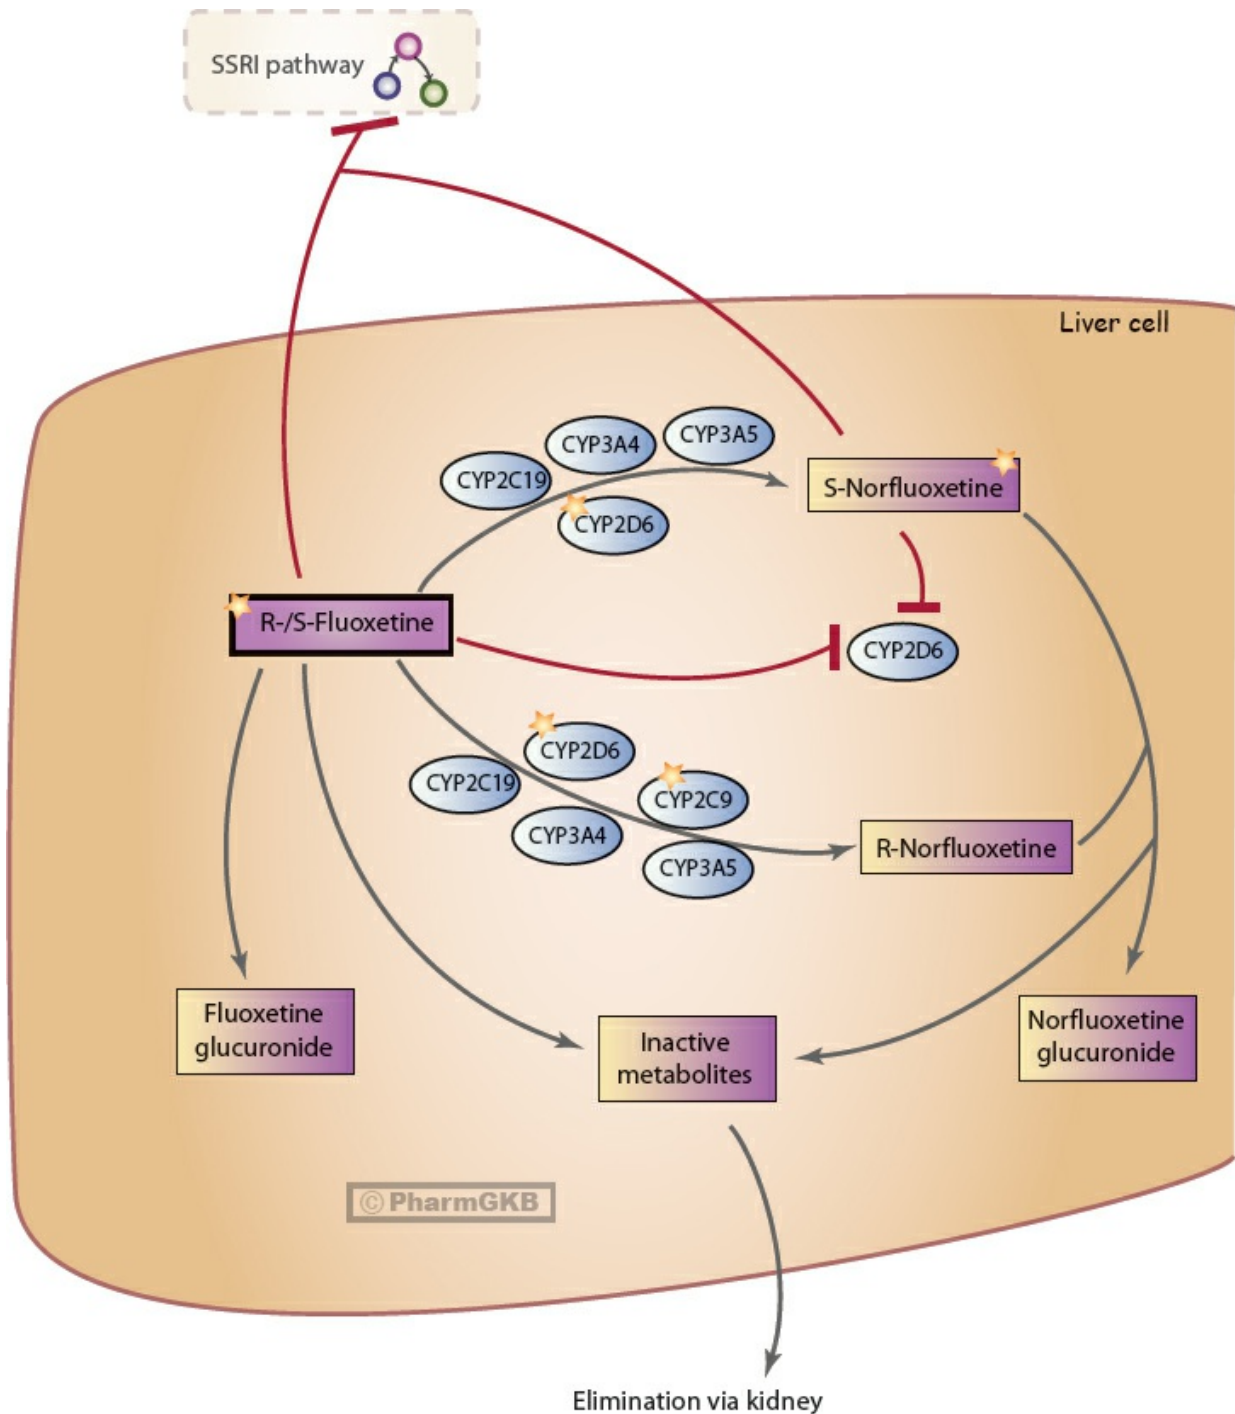 SSRI pathway
Liver cell
CYP3A4
CYP3A5
CYP2C19
S-Norfluoxetine
CYP2D6
R-/S-Fluoxetine
CYP2D6
CYP2D6
CYP2C19
CYP2C9
CYP3A4
R-Norfluoxetine
CYP3A5
Fluoxetine
glucuronide
Inactive
metabolites
Norfluoxetine
glucuronide
© PharmGKB
Elimination via kidney